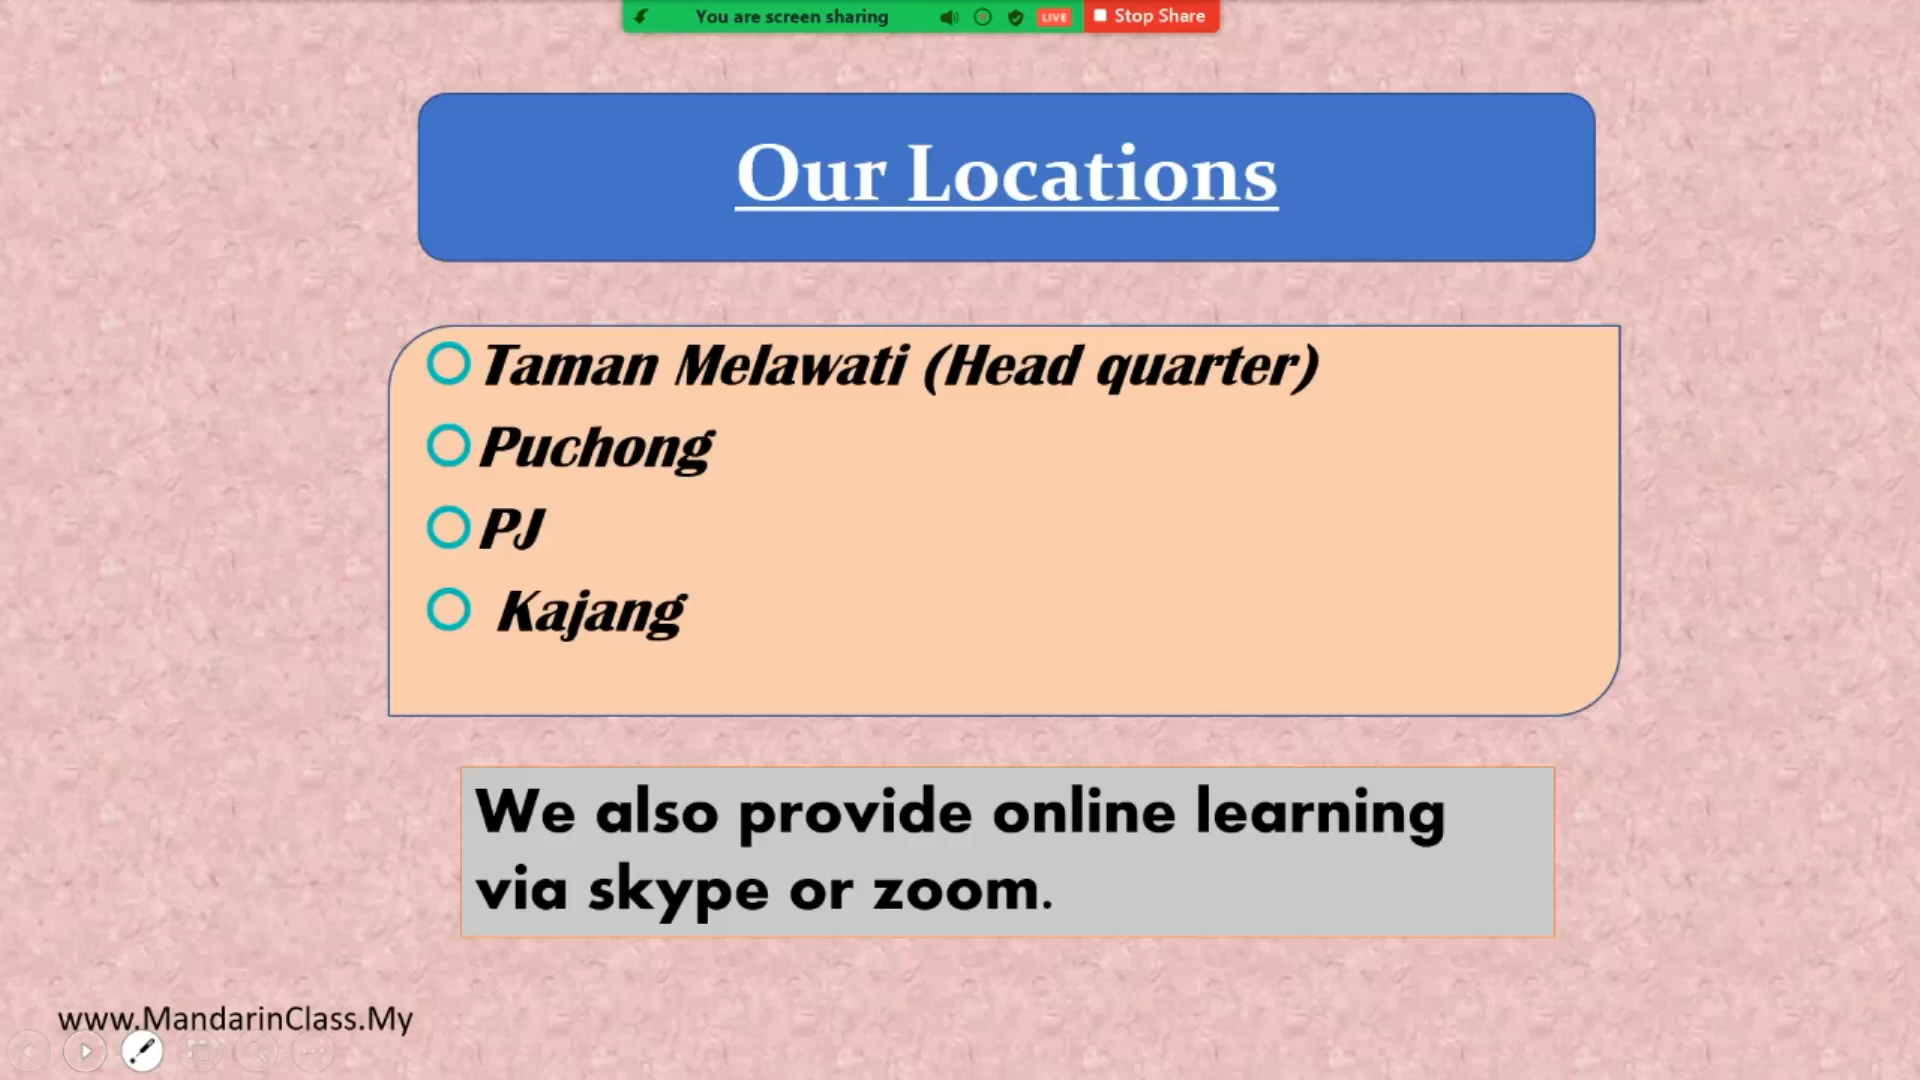 You are screen sharing LIVE Stop Share
Our Locations
Taman Melawati (Head quarter)
Puchong
PJ
Kajang
We also provide online learning
via skype or zoom.
www.MandarinClass.My